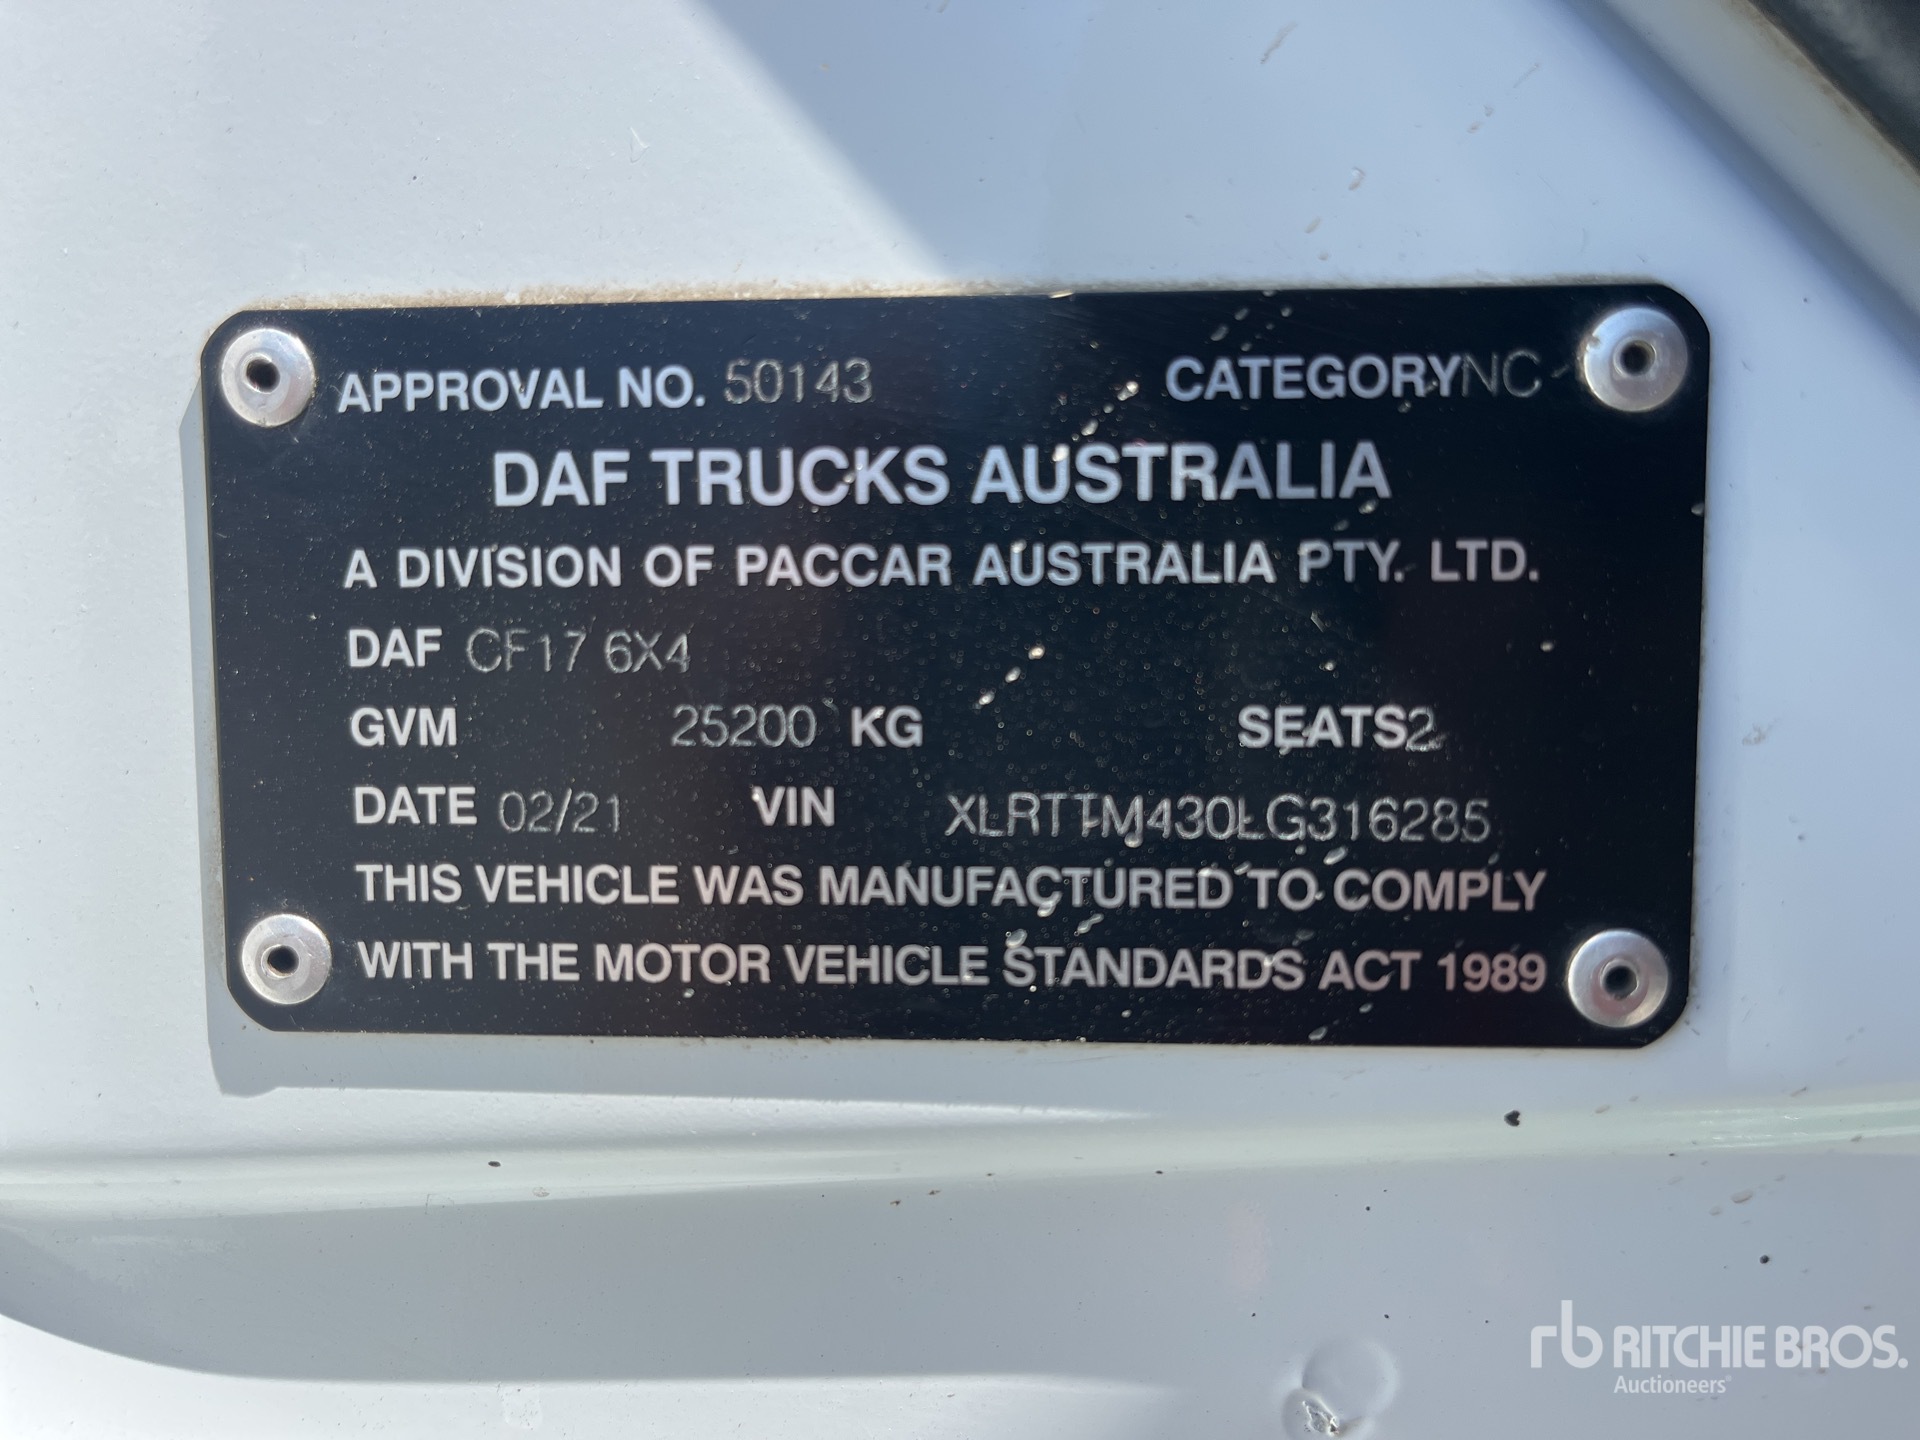 APPROVAL NO. 50143 CATEGORY NC
DAF TRUCKS AUSTRALIA
A DIVISION OF PACCAR AUSTRALIA PTY. LTD.
DAF CF17 6X4
GVM 25200 KG SEATS 2
DATE 02/21 VIN XLRTTM430LG316285
THIS VEHICLE WAS MANUFACTURED TO COMPLY
WITH THE MOTOR VEHICLE STANDARDS ACT 1989
rb RITCHIE BROS.
Auctioneers